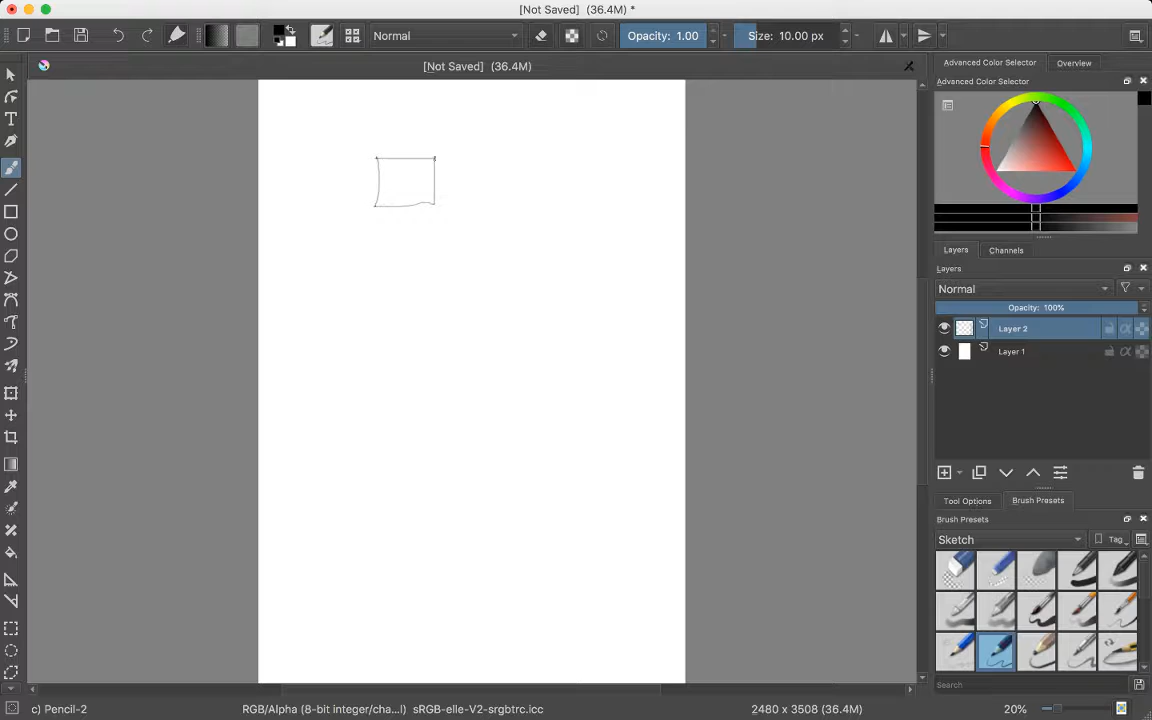 [Not Saved] (36.4M) *
Normal
Opacity: 1.00
Size: 10.00 px
[Not Saved] (36.4M)
Advanced Color Selector
Overview
Advanced Color Selector
Layers
Channels
Layers
Normal
Opacity: 100%
Layer 2
Layer 1
Tool Options
Brush Presets
Brush Presets
Sketch
Tag
Search
c) Pencil-2
RGB/Alpha (8-bit integer/cha...l) sRGB-elle-V2-srgbtrc.icc
2480 x 3508 (36.4M)
20%